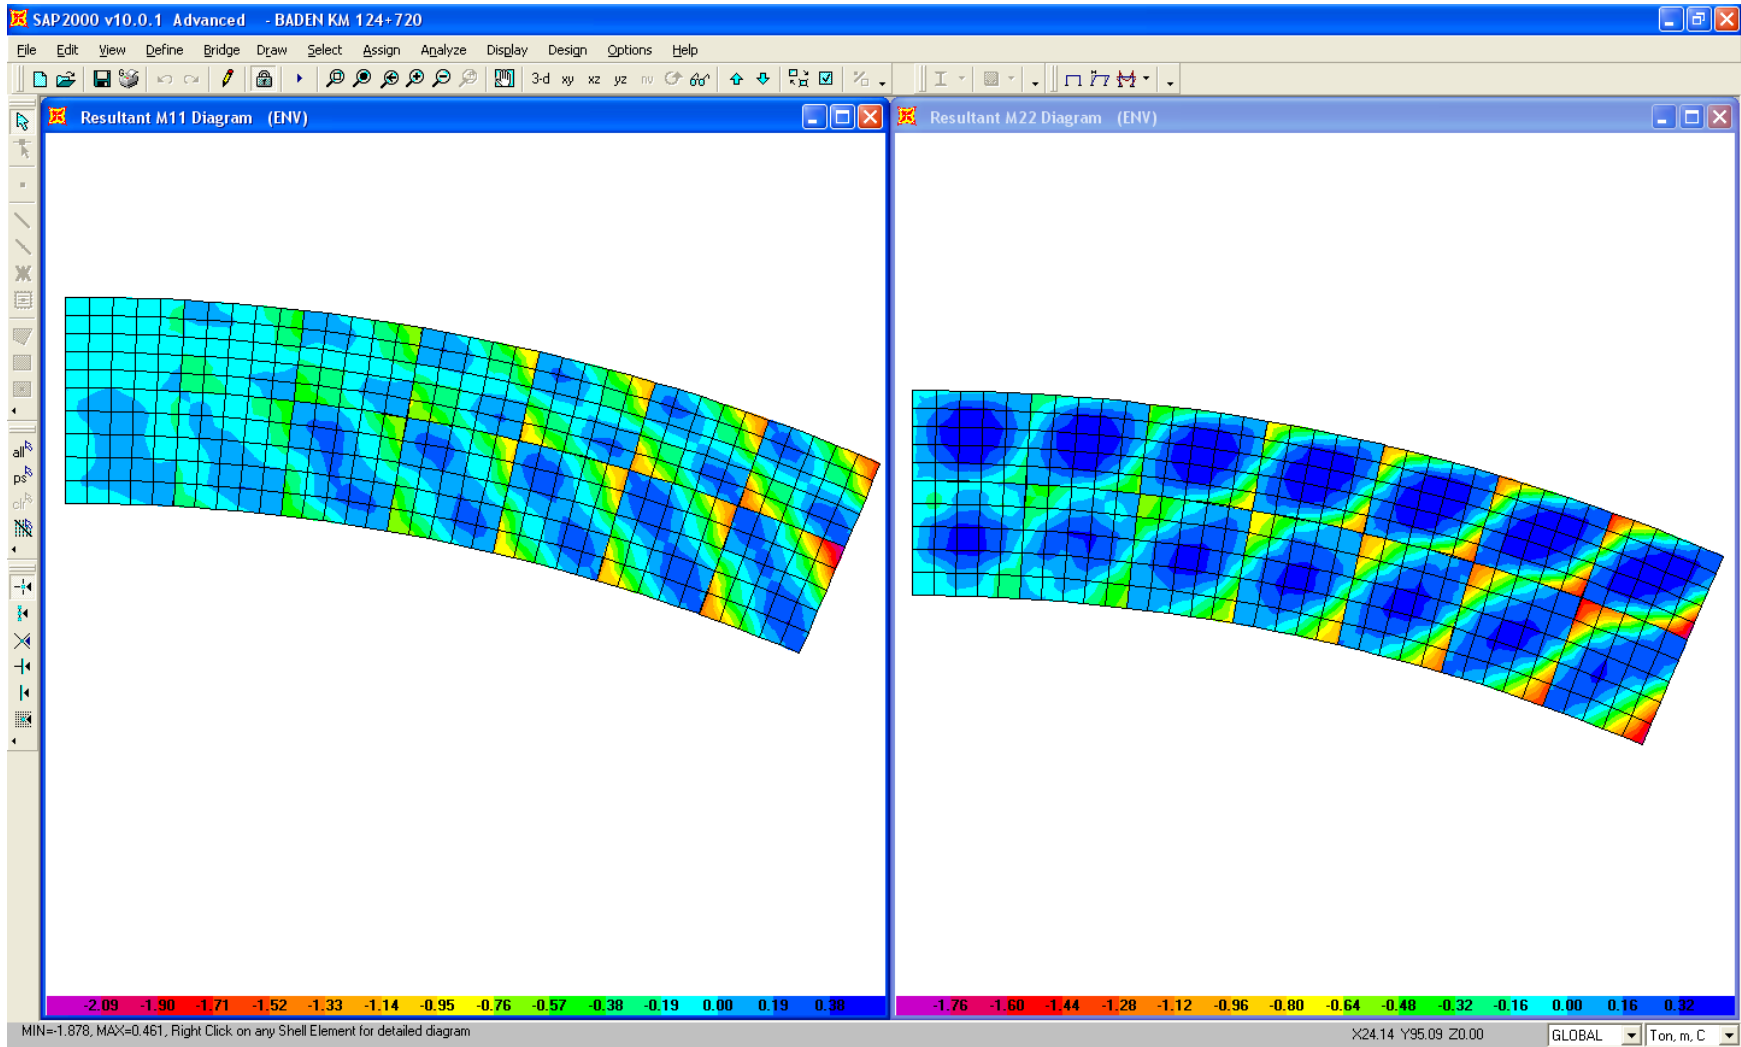 SAP2000 v10.0.1 Advanced - BADEN KM 124+720
File Edit View Define Bridge Draw Select Assign Analyze Display Design Options Help
3-d xy xz yz nv
Resultant M11 Diagram (ENV)
Resultant M22 Diagram (ENV)
all
ps
clr
-2.09 -1.90 -1.71 -1.52 -1.33 -1.14 -0.95 -0.76 -0.57 -0.38 -0.19 0.00 0.19 0.38
-1.76 -1.60 -1.44 -1.28 -1.12 -0.96 -0.80 -0.64 -0.48 -0.32 -0.16 0.00 0.16 0.32
MIN=-1.878, MAX=0.461, Right Click on any Shell Element for detailed diagram
X24.14 Y95.09 Z0.00
GLOBAL
Ton, m, C